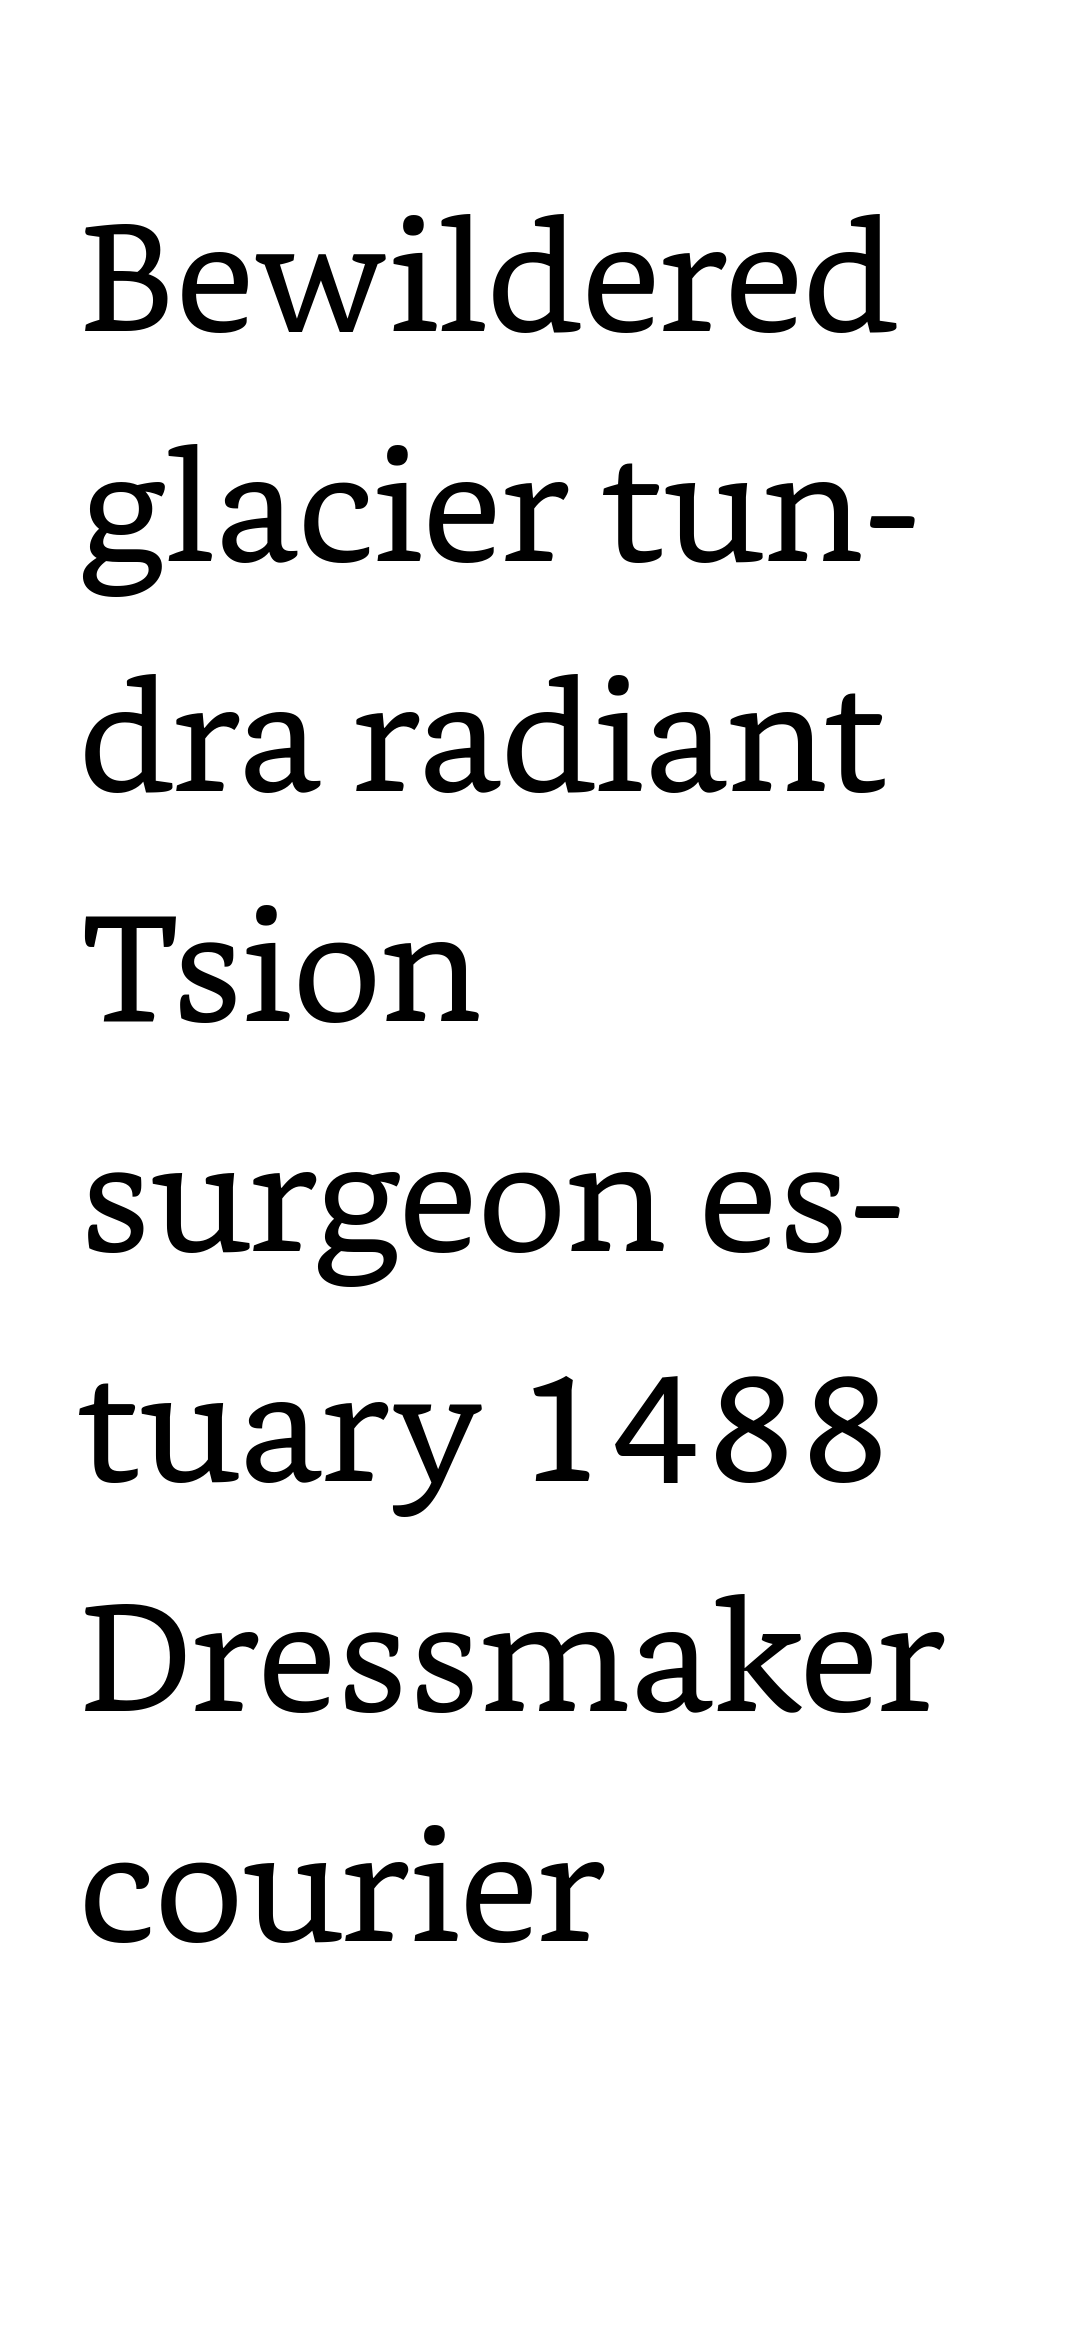 Bewildered
glacier tun-
dra radiant
Tsion
surgeon es-
tuary 1488
Dressmaker
courier